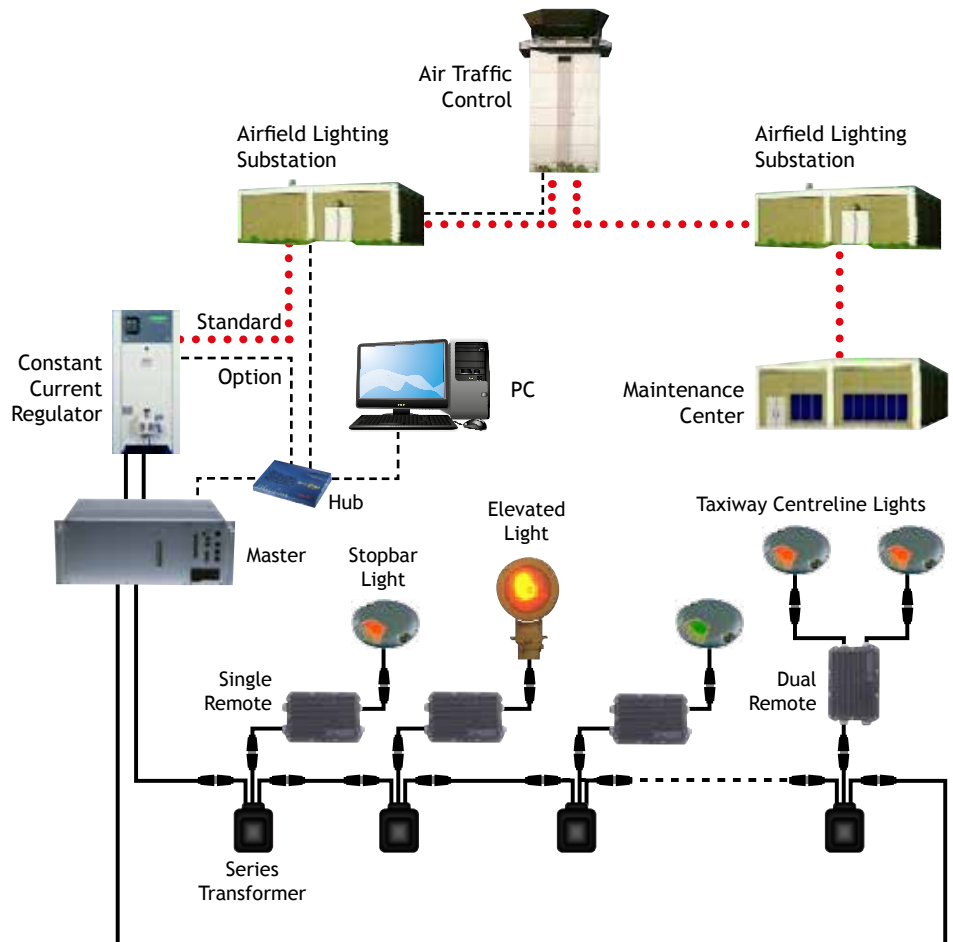 Air Traffic
Control
Airfield Lighting
Substation
Airfield Lighting
Substation
Standard
Option
Constant
Current
Regulator
PC
Maintenance
Center
Hub
Master
Elevated
Light
Taxiway Centreline Lights
Stopbar
Light
Single
Remote
Dual
Remote
Series
Transformer